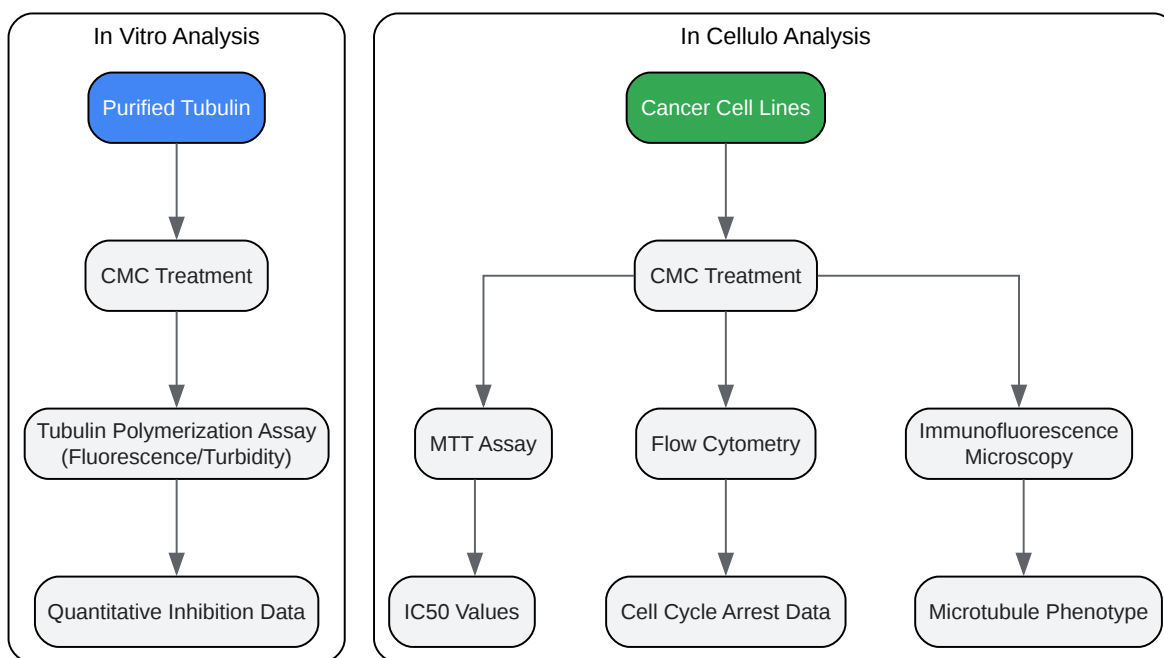 In Vitro Analysis
Purified Tubulin
CMC Treatment
Tubulin Polymerization Assay
(Fluorescence/Turbidity)
Quantitative Inhibition Data
In Cellulo Analysis
Cancer Cell Lines
CMC Treatment
MTT Assay
Flow Cytometry
Immunofluorescence
Microscopy
IC50 Values
Cell Cycle Arrest Data
Microtubule Phenotype